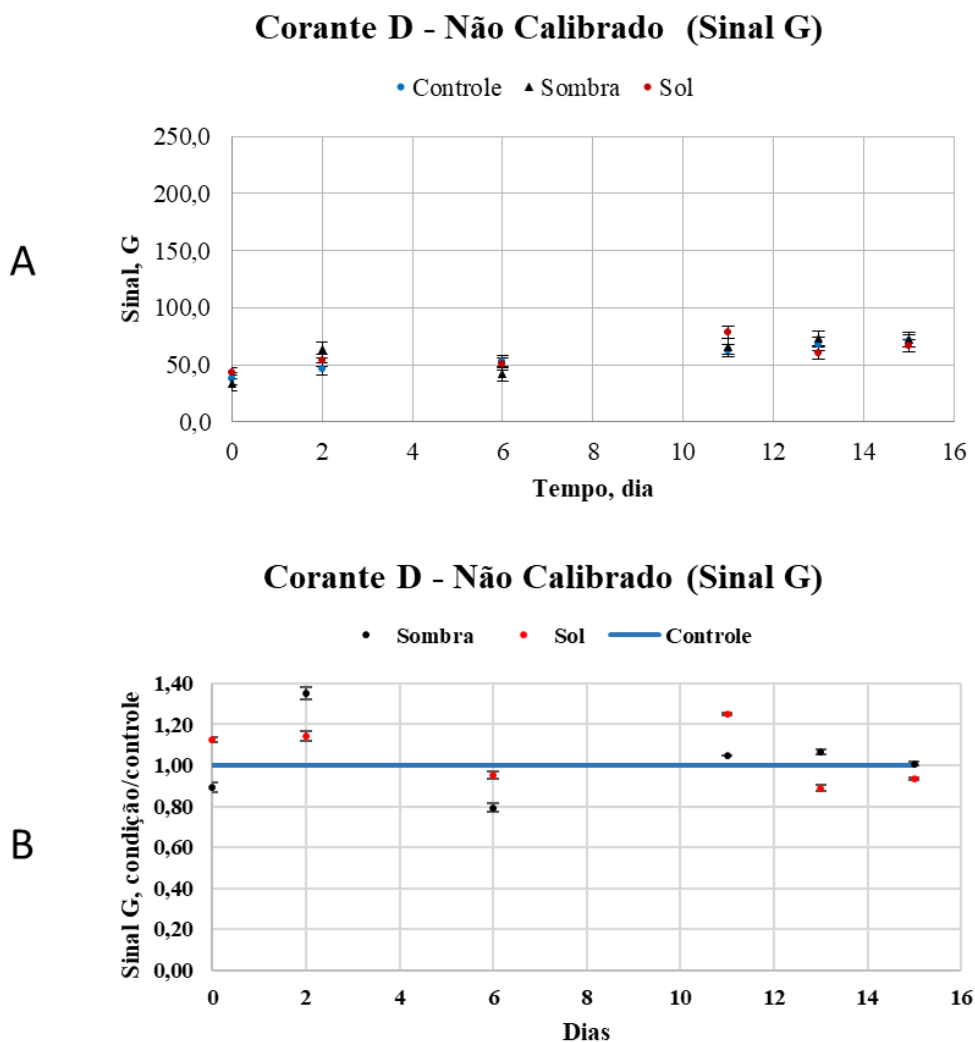 Corante D - Não Calibrado (Sinal G)
Controle Sombra Sol
A
Sinal, G
250,0
200,0
150,0
100,0
50,0
0,0
0 2 4 6 8 10 12 14 16
Tempo, dia
Corante D - Não Calibrado (Sinal G)
Sombra Sol Controle
B
Sinal G, condição/controle
1,40
1,20
1,00
0,80
0,60
0,40
0,20
0,00
0 2 4 6 8 10 12 14 16
Dias